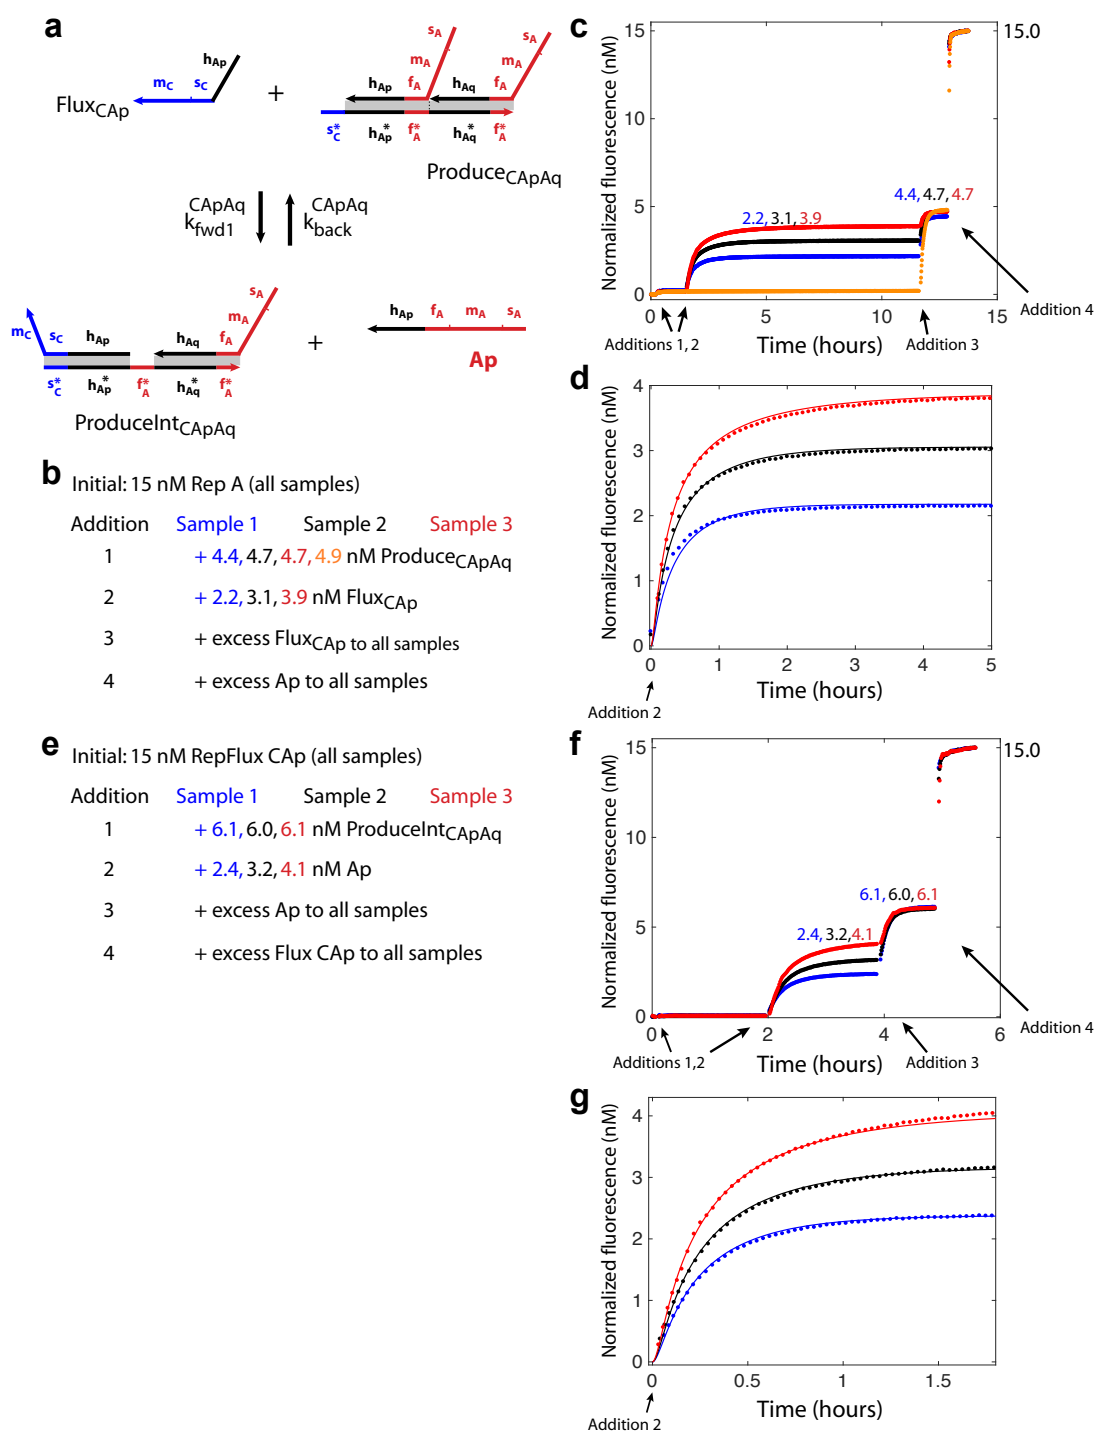 a
h_Ap
m_C s_C
Flux_CAp
+
s_A
m_A
s_A
m_A
h_Ap f_A h_Aq f_A
s_C* h_Ap* f_A* h_Aq* f_A*
Produce_CApAq
k_fwd1^CApAq
k_back^CApAq
m_C s_C h_Ap h_Aq f_A m_A s_A
s_C* h_Ap* f_A* h_Aq* f_A*
ProduceInt_CApAq
+
h_Ap f_A m_A s_A
Ap
b
Initial: 15 nM Rep A (all samples)
Addition Sample 1 Sample 2 Sample 3
1 + 4.4, 4.7, 4.7, 4.9 nM Produce_CApAq
2 + 2.2, 3.1, 3.9 nM Flux_CAp
3 + excess Flux_CAp to all samples
4 + excess Ap to all samples
e
Initial: 15 nM RepFlux CAp (all samples)
Addition Sample 1 Sample 2 Sample 3
1 + 6.1, 6.0, 6.1 nM ProduceInt_CApAq
2 + 2.4, 3.2, 4.1 nM Ap
3 + excess Ap to all samples
4 + excess Flux CAp to all samples
c
Normalized fluorescence (nM)
15
10
5
0
15.0
4.4, 4.7, 4.7
2.2, 3.1, 3.9
0 5 10 15
Additions 1,2
Time (hours)
Addition 3
Addition 4
d
Normalized fluorescence (nM)
4
3
2
1
0
0 1 2 3 4 5
Time (hours)
Addition 2
f
Normalized fluorescence (nM)
15
10
5
0
15.0
6.1, 6.0, 6.1
2.4, 3.2, 4.1
0 2 4 6
Additions 1,2
Time (hours)
Addition 3
Addition 4
g
Normalized fluorescence (nM)
4
3
2
1
0
0 0.5 1 1.5
Time (hours)
Addition 2